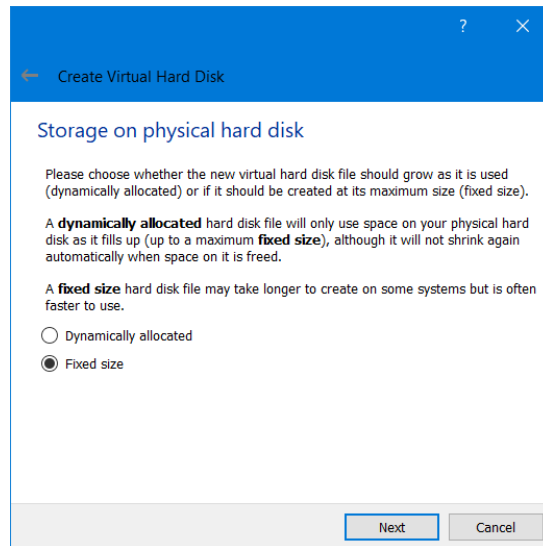 ?
Create Virtual Hard Disk
Storage on physical hard disk
Please choose whether the new virtual hard disk file should grow as it is used
(dynamically allocated) or if it should be created at its maximum size (fixed size).
A dynamically allocated hard disk file will only use space on your physical hard
disk as it fills up (up to a maximum fixed size), although it will not shrink again
automatically when space on it is freed.
A fixed size hard disk file may take longer to create on some systems but is often
faster to use.
Dynamically allocated
Fixed size
Next Cancel